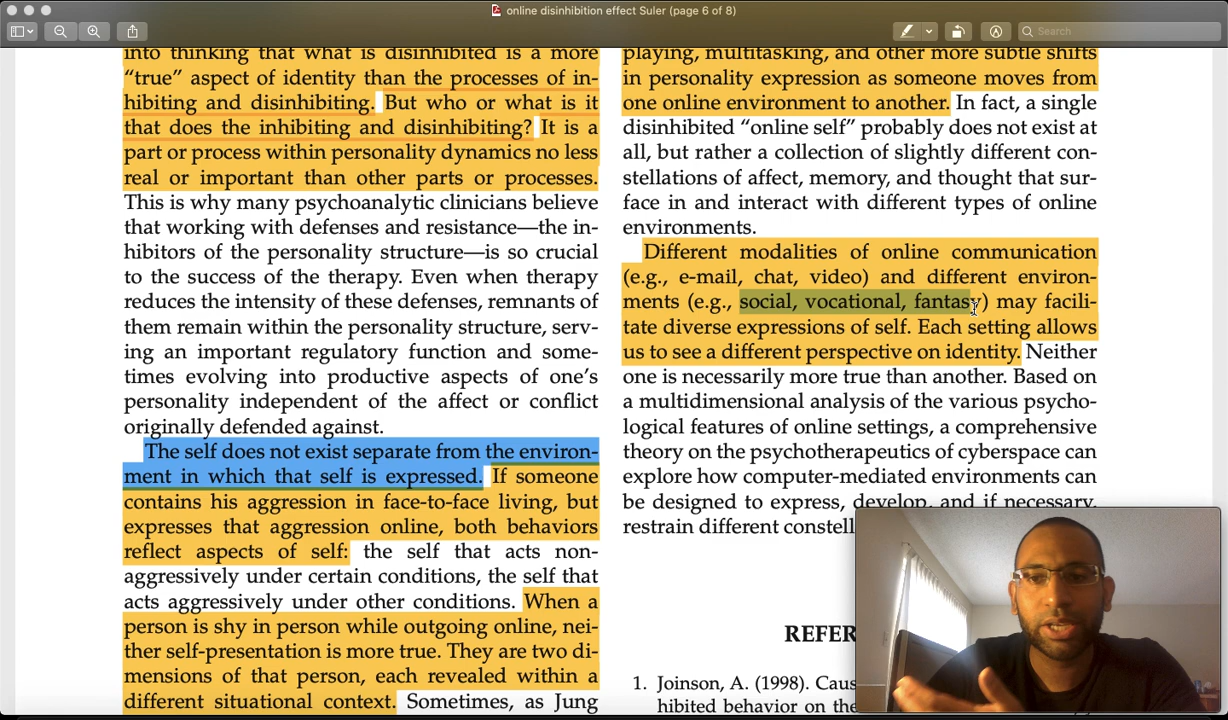 online disinhibition effect Suler (page 6 of 8)
Search
into thinking that what is disinhibited is a more
“true” aspect of identity than the processes of in-
hibiting and disinhibiting. But who or what is it
that does the inhibiting and disinhibiting? It is a
part or process within personality dynamics no less
real or important than other parts or processes.
This is why many psychoanalytic clinicians believe
that working with defenses and resistance—the in-
hibitors of the personality structure—is so crucial
to the success of the therapy. Even when therapy
reduces the intensity of these defenses, remnants of
them remain within the personality structure, serv-
ing an important regulatory function and some-
times evolving into productive aspects of one’s
personality independent of the affect or conflict
originally defended against.
The self does not exist separate from the environ-
ment in which that self is expressed. If someone
contains his aggression in face-to-face living, but
expresses that aggression online, both behaviors
reflect aspects of self: the self that acts non-
aggressively under certain conditions, the self that
acts aggressively under other conditions. When a
person is shy in person while outgoing online, nei-
ther self-presentation is more true. They are two di-
mensions of that person, each revealed within a
different situational context. Sometimes, as Jung
playing, multitasking, and other more subtle shifts
in personality expression as someone moves from
one online environment to another. In fact, a single
disinhibited “online self” probably does not exist at
all, but rather a collection of slightly different con-
stellations of affect, memory, and thought that sur-
face in and interact with different types of online
environments.
Different modalities of online communication
(e.g., e-mail, chat, video) and different environ-
ments (e.g., social, vocational, fantasy) may facili-
tate diverse expressions of self. Each setting allows
us to see a different perspective on identity. Neither
one is necessarily more true than another. Based on
a multidimensional analysis of the various psycho-
logical features of online settings, a comprehensive
theory on the psychotherapeutics of cyberspace can
explore how computer-mediated environments can
be designed to express, develop, and if necessary,
restrain different constell
REFER
1. Joinson, A. (1998). Caus
hibited behavior on the